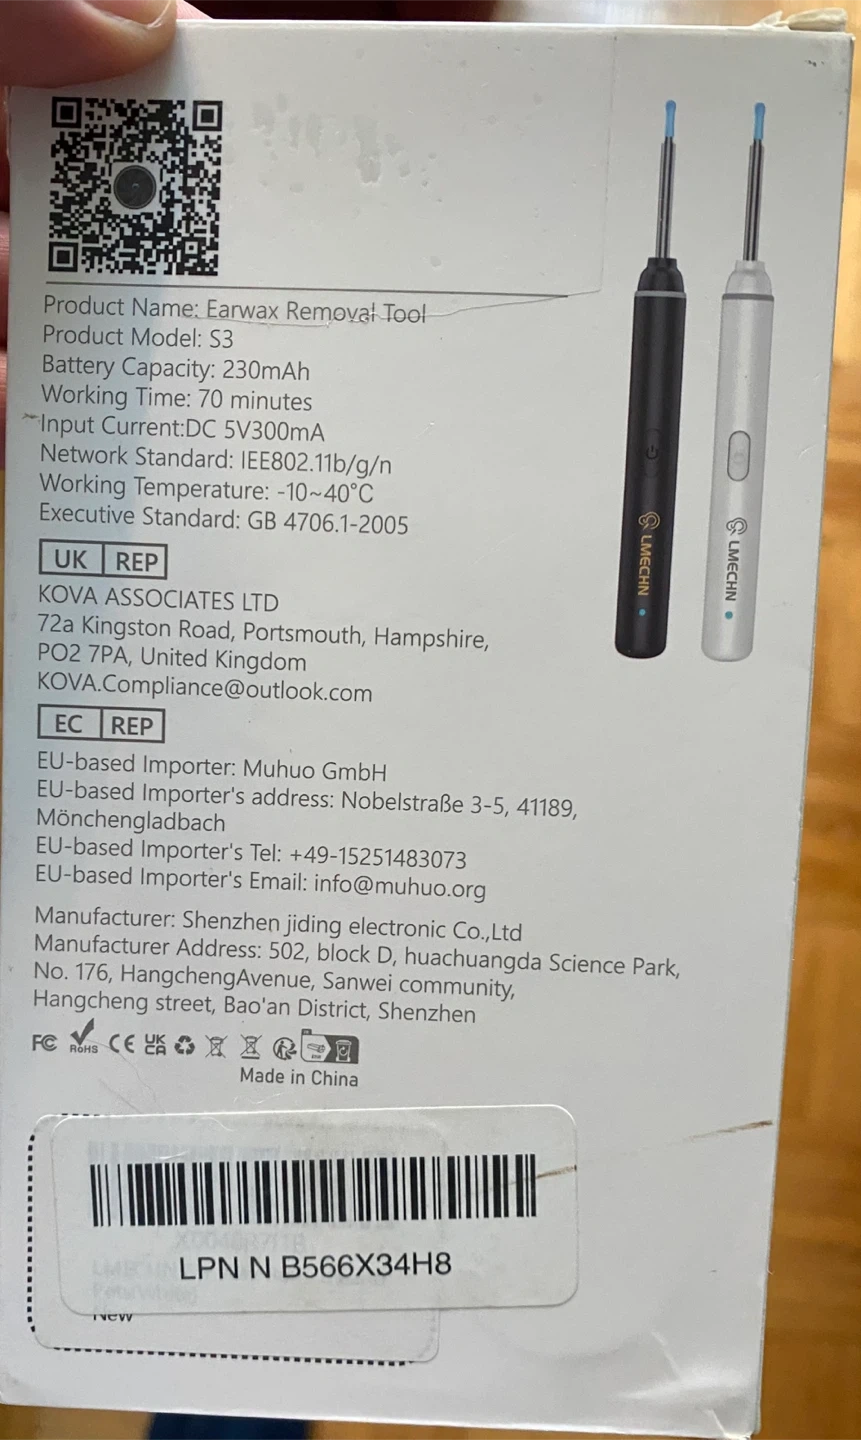 Product Name: Earwax Removal Tool
Product Model: S3
Battery Capacity: 230mAh
Working Time: 70 minutes
Input Current:DC 5V300mA
Network Standard: IEE802.11b/g/n
Working Temperature: -10~40°C
Executive Standard: GB 4706.1-2005
UK REP
KOVA ASSOCIATES LTD
72a Kingston Road, Portsmouth, Hampshire,
PO2 7PA, United Kingdom
KOVA.Compliance@outlook.com
EC REP
EU-based Importer: Muhuo GmbH
EU-based Importer's address: Nobelstraße 3-5, 41189,
Mönchengladbach
EU-based Importer's Tel: +49-15251483073
EU-based Importer's Email: info@muhuo.org
Manufacturer: Shenzhen jiding electronic Co.,Ltd
Manufacturer Address: 502, block D, huachuangda Science Park,
No. 176, HangchengAvenue, Sanwei community,
Hangcheng street, Bao'an District, Shenzhen
FC RoHS CE UK CA
Made in China
LPN N B566X34H8
New
LMECHN
LMECHN